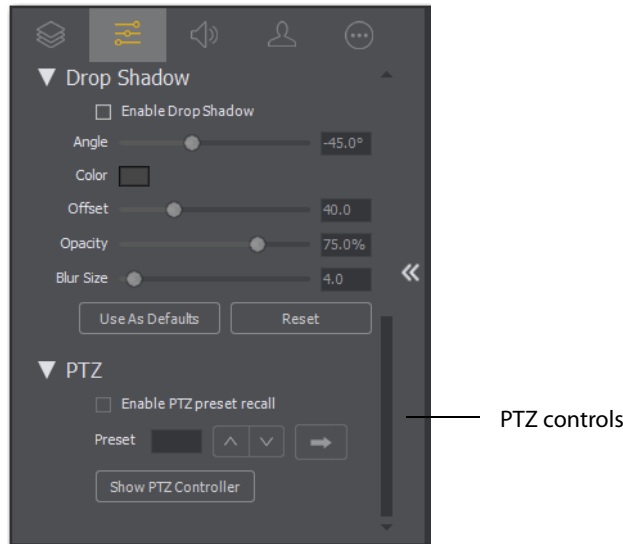 Drop Shadow
Enable Drop Shadow
Angle -45.0°
Color
Offset 40.0
Opacity 75.0%
Blur Size 4.0
Use As Defaults Reset
PTZ
Enable PTZ preset recall
Preset
Show PTZ Controller
PTZ controls